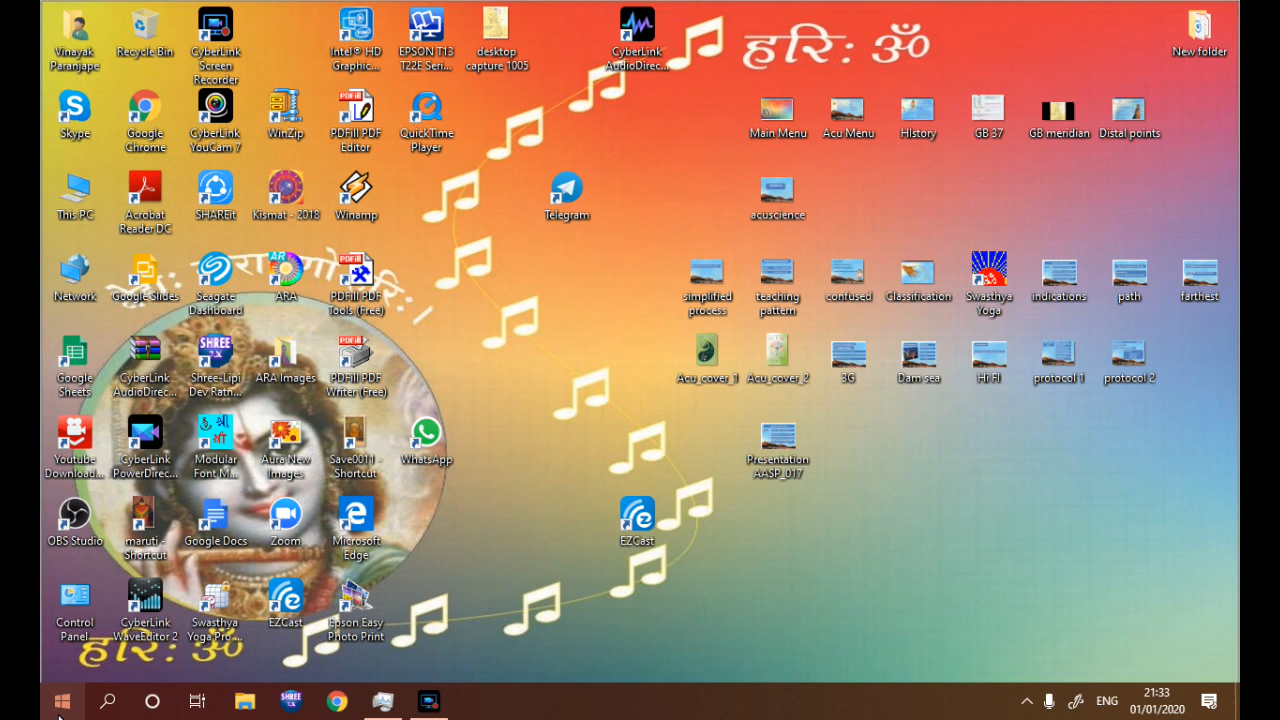 Vinayak
Paranjape
Recycle Bin
CyberLink
Screen
Recorder
Intel® HD
Graphic...
EPSON T13
T22E Seri...
desktop
capture 1005
CyberLink
AudioDirec...
हरि: ॐ
New folder
Skype
Google
Chrome
CyberLink
YouCam 7
WinZip
PDFill PDF
Editor
QuickTime
Player
Main Menu
Acu Menu
HIstory
GB 37
GB meridian
Distal points
This PC
Acrobat
Reader DC
SHAREit
Kismat - 2018
Winamp
Telegram
acuscience
Network
Google Slides
Seagate
Dashboard
ARA
PDFill PDF
Tools (Free)
simplified
process
teaching
pattern
confused
Classification
Swasthya
Yoga
indications
path
farthest
Google
Sheets
CyberLink
AudioDirec...
Shree-Lipi
Dev Ratn...
ARA Images
PDFill PDF
Writer (Free)
Acu_cover_1
Acu_cover_2
3G
Dam sea
Hi FI
protocol 1
protocol 2
Youtube
Download...
CyberLink
PowerDirec...
Modular
Font M...
Aura New
Images
Save0011 -
Shortcut
WhatsApp
Presentation
AASP_017
OBS Studio
maruti -
Shortcut
Google Docs
Zoom
Microsoft
Edge
EZCast
Control
Panel
CyberLink
WaveEditor 2
Swasthya
Yoga Pro ...
EZCast
Epson Easy
Photo Print
हरि: ॐ
ENG
21:33
01/01/2020